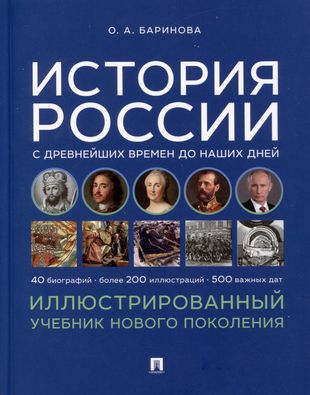 О. А. БАРИНОВА
ИСТОРИЯ
РОССИИ
С ДРЕВНЕЙШИХ ВРЕМЕН ДО НАШИХ ДНЕЙ
40 биографий · более 200 иллюстраций · 500 важных дат
ИЛЛЮСТРИРОВАННЫЙ
УЧЕБНИК НОВОГО ПОКОЛЕНИЯ
ПРОСПЕКТ